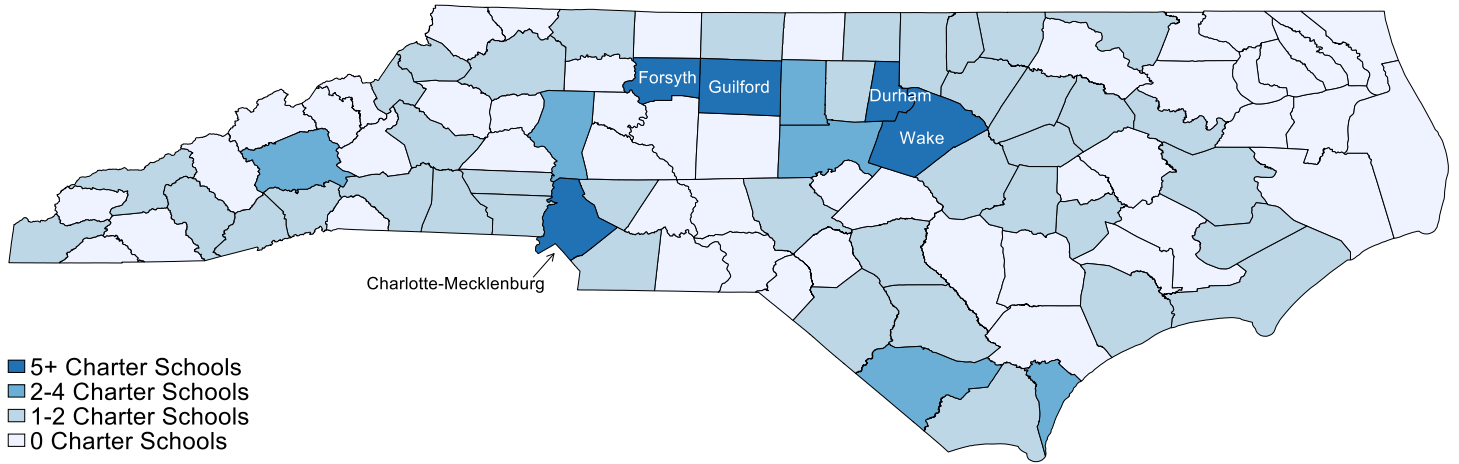 Forsyth
Guilford
Durham
Wake
Charlotte-Mecklenburg
5+ Charter Schools
2-4 Charter Schools
1-2 Charter Schools
0 Charter Schools